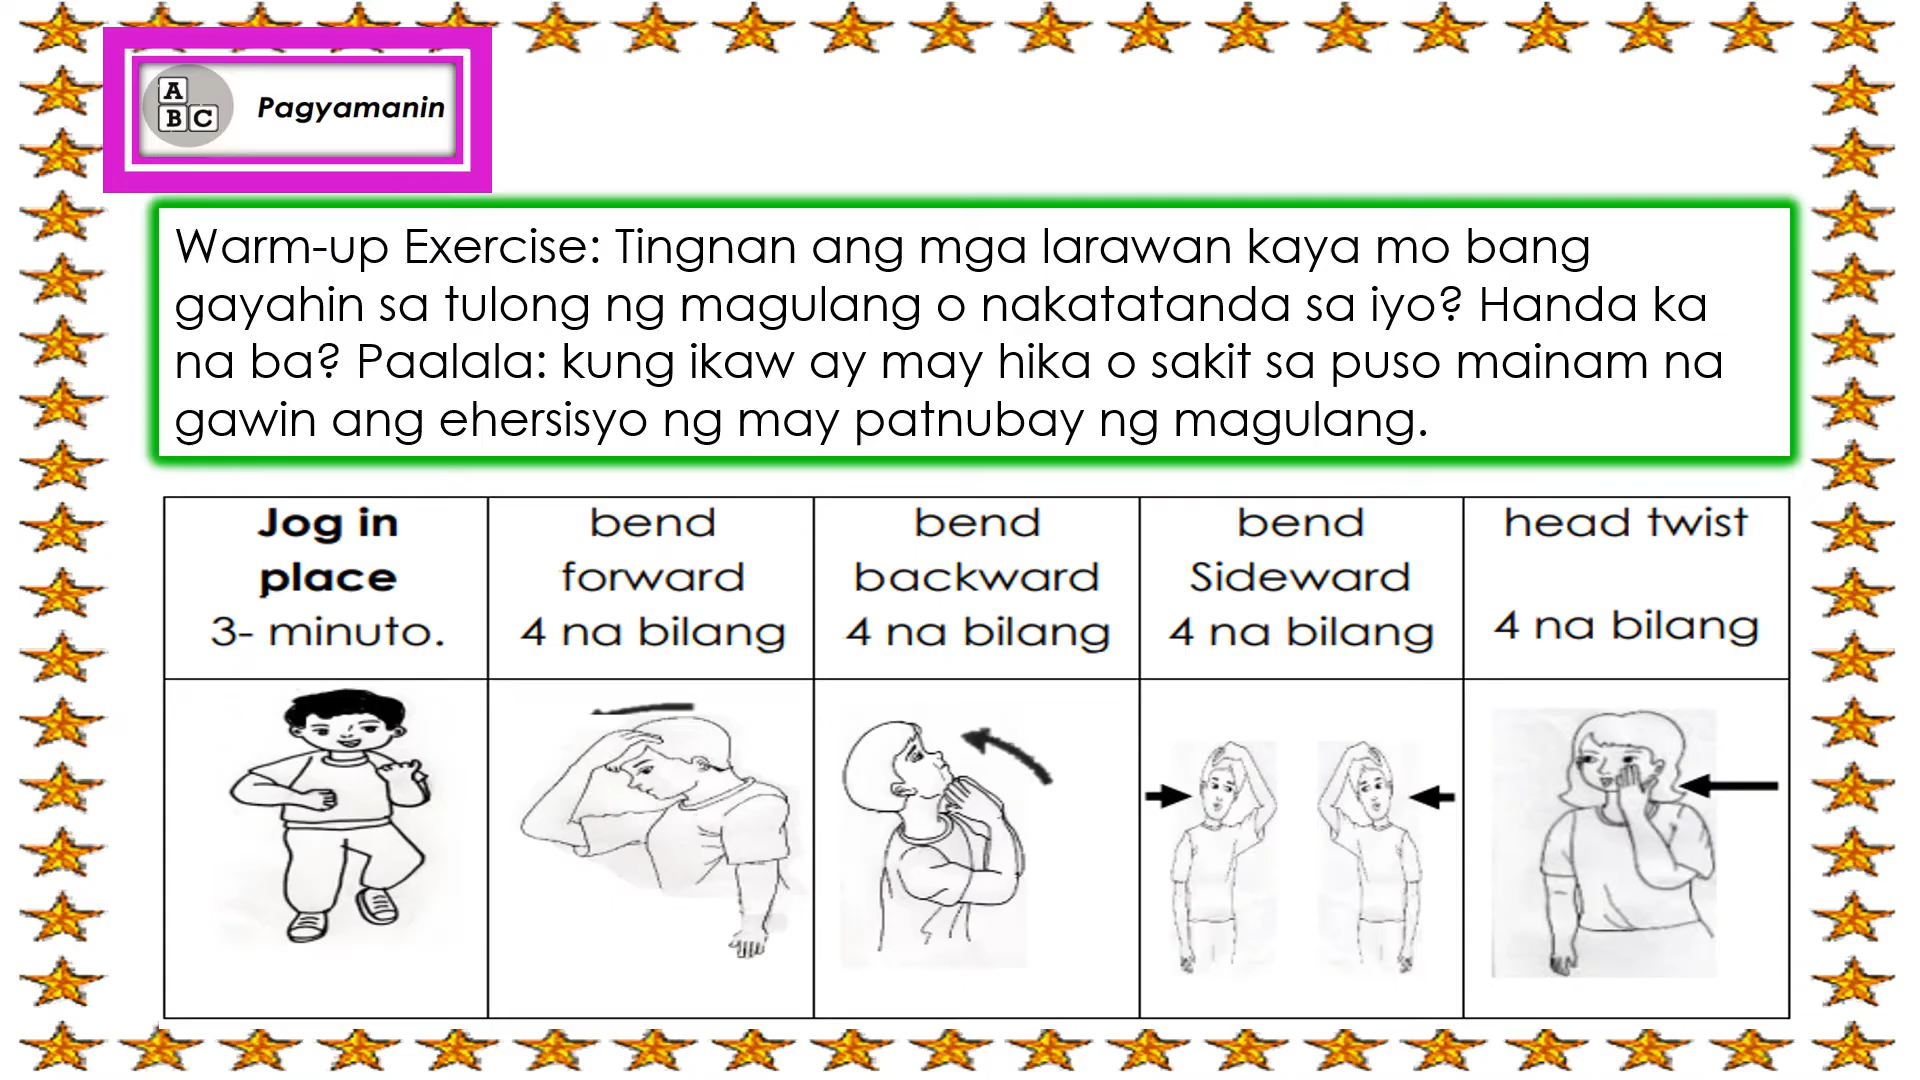 A
B C
Pagyamanin
Warm-up Exercise: Tingnan ang mga larawan kaya mo bang
gayahin sa tulong ng magulang o nakatatanda sa iyo? Handa ka
na ba? Paalala: kung ikaw ay may hika o sakit sa puso mainam na
gawin ang ehersisyo ng may patnubay ng magulang.
Jog in
place
3- minuto.
bend
forward
4 na bilang
bend
backward
4 na bilang
bend
Sideward
4 na bilang
head twist
4 na bilang